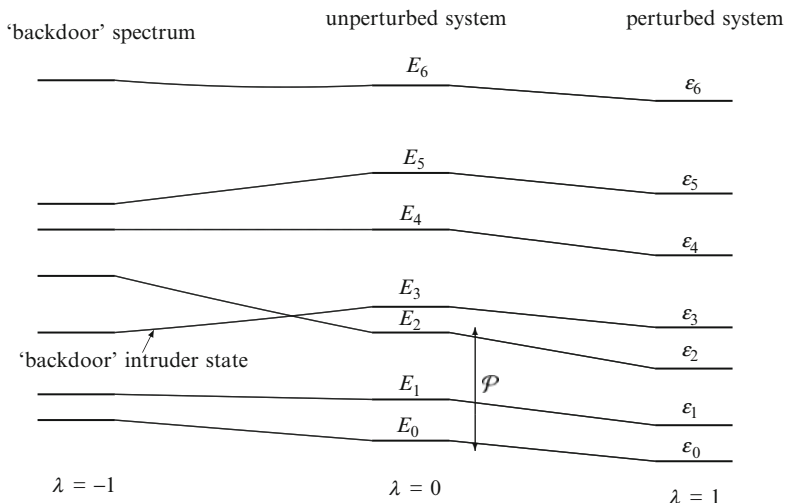 ‘backdoor’ spectrum
unperturbed system
perturbed system
E6
ε6
E5
ε5
E4
ε4
E3
ε3
E2
ε2
‘backdoor’ intruder state
𝒫
E1
ε1
E0
ε0
λ = –1
λ = 0
λ = 1